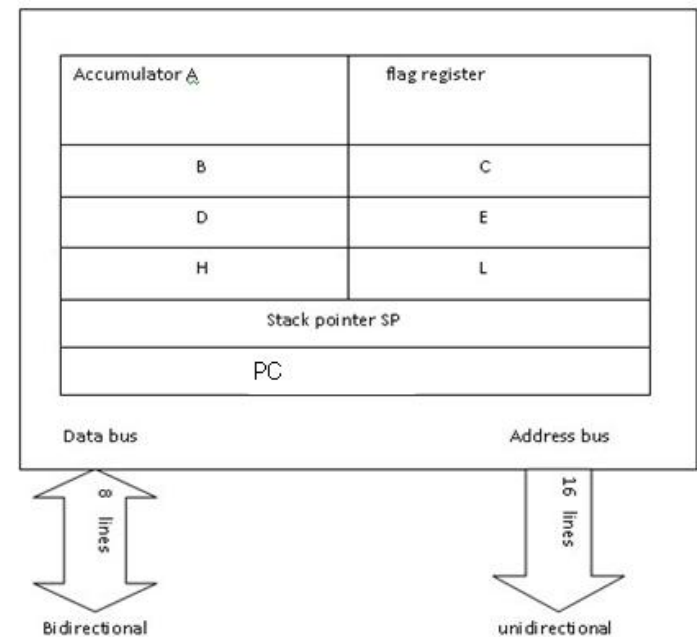 Accumulator A flag register
B C
D E
H L
Stack pointer SP
PC
Data bus Address bus
8 lines 16 lines
Bidirectional unidirectional